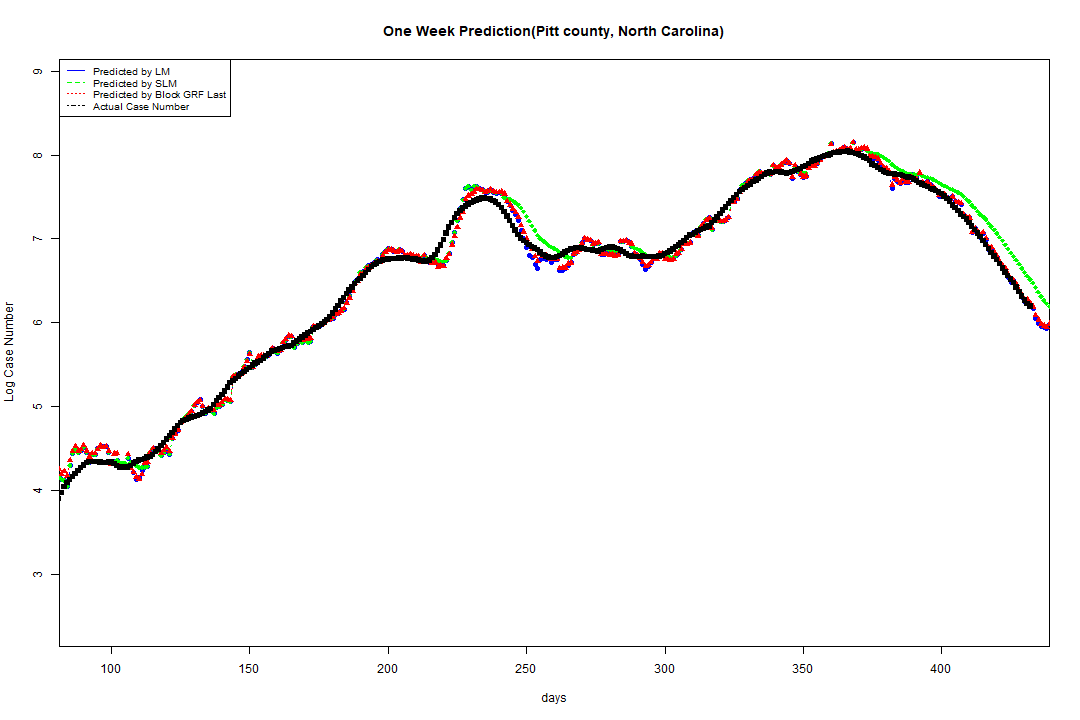 One Week Prediction(Pitt county, North Carolina)
Predicted by LM
Predicted by SLM
Predicted by Block GRF Last
Actual Case Number
9
8
7
6
5
4
3
Log Case Number
100 150 200 250 300 350 400
days